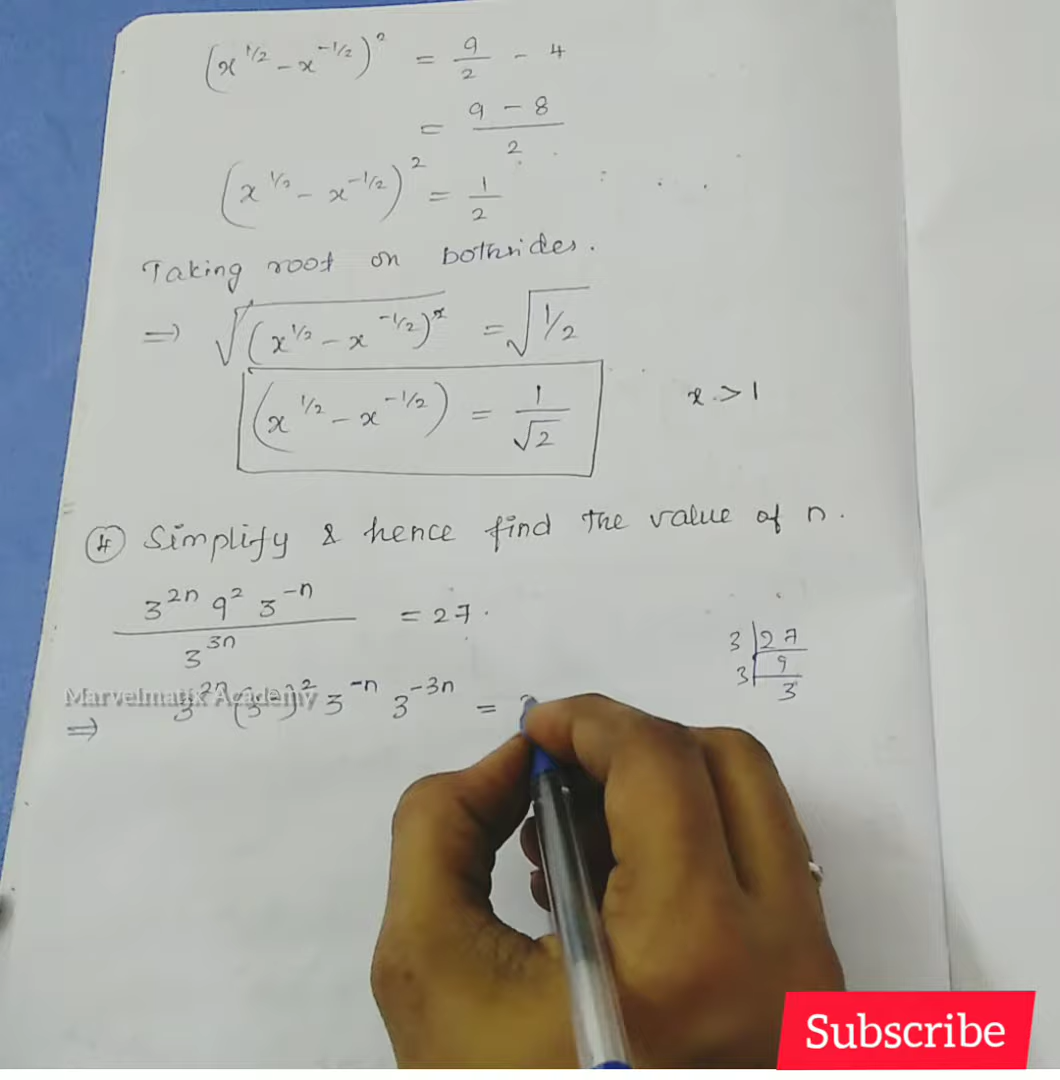 (x^1/2 - x^-1/2)^2 = 9/2 - 4
= 9 - 8 / 2
(x^1/2 - x^-1/2)^2 = 1/2
Taking root on bothsides.
⇒ √(x^1/2 - x^-1/2)^2 = √1/2
(x^1/2 - x^-1/2) = 1/√2 x > 1
④ Simplify & hence find the value of n.
3^2n 9^2 3^-n / 3^3n = 27.
3 | 27
3 | 9
3
Marvelmatix Academy
⇒ 3^2n (3^2)^2 3^-n 3^-3n =
Subscribe